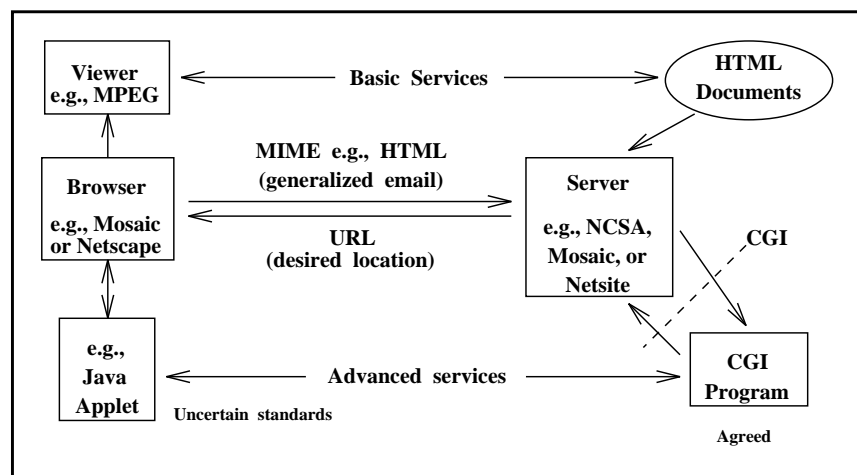 Viewer
e.g., MPEG
Basic Services
HTML
Documents
MIME e.g., HTML
(generalized email)
Browser
e.g., Mosaic
or Netscape
URL
(desired location)
Server
e.g., NCSA,
Mosaic, or
Netsite
CGI
e.g.,
Java
Applet
Advanced services
CGI
Program
Uncertain standards
Agreed